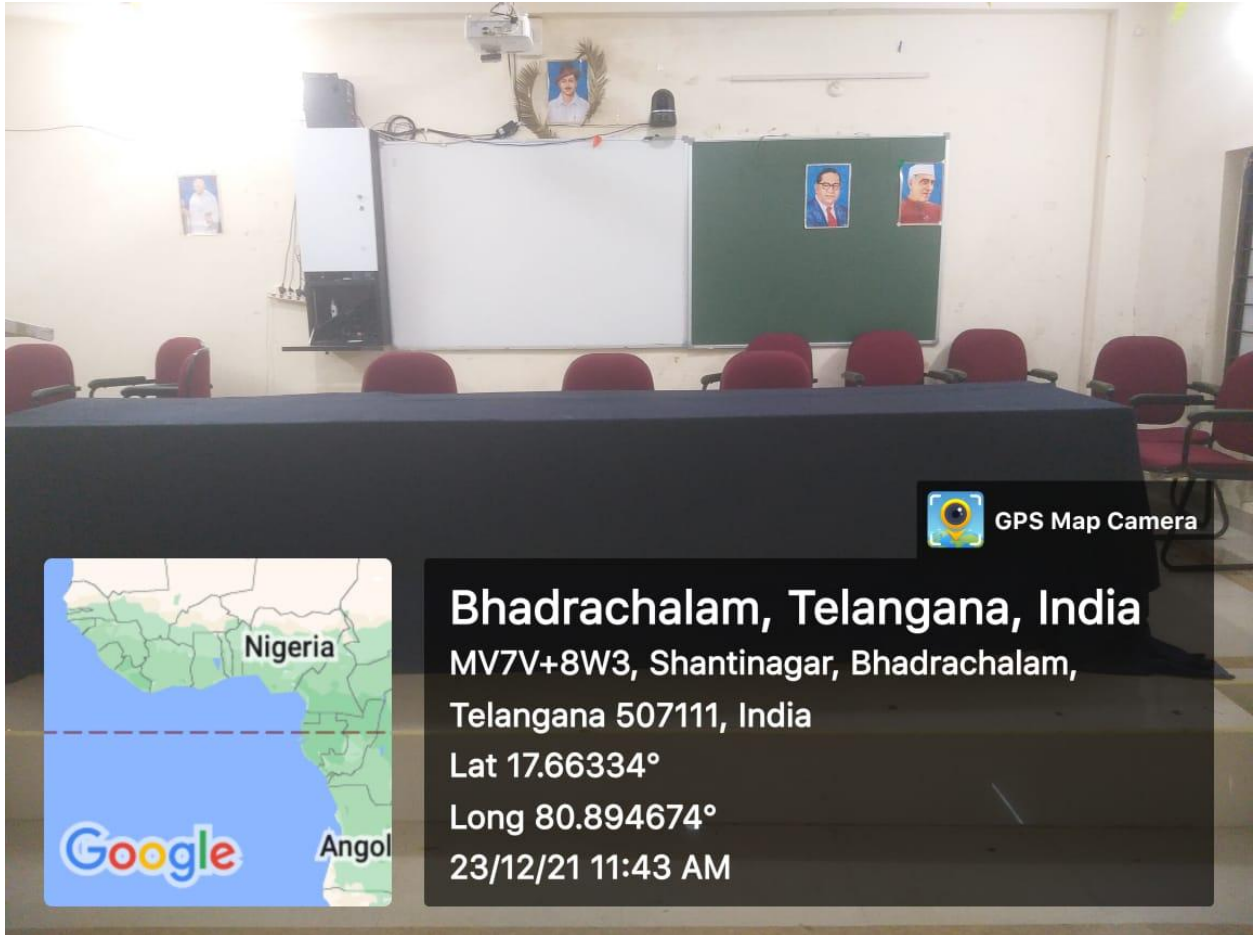 GPS Map Camera
Nigeria
Angol
Google
Bhadrachalam, Telangana, India
MV7V+8W3, Shantinagar, Bhadrachalam,
Telangana 507111, India
Lat 17.66334°
Long 80.894674°
23/12/21 11:43 AM